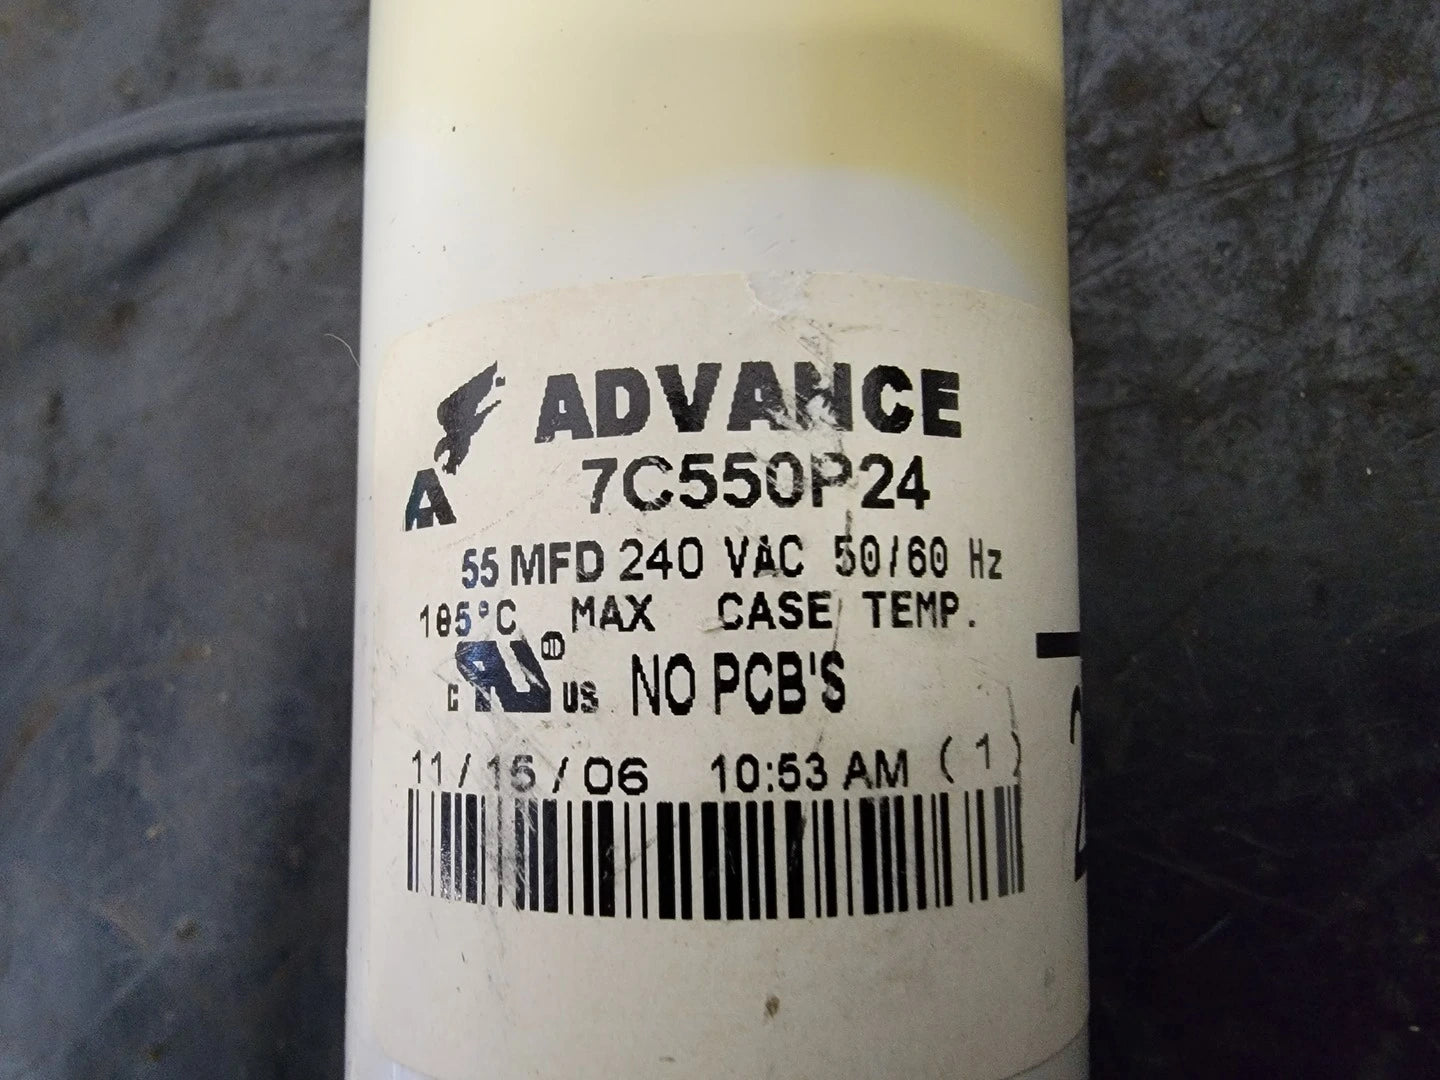 A ADVANCE
7C550P24
55 MFD 240 VAC 50/60 Hz
105°C MAX CASE TEMP.
C RU US NO PCB'S
11/15/06 10:53 AM (1)